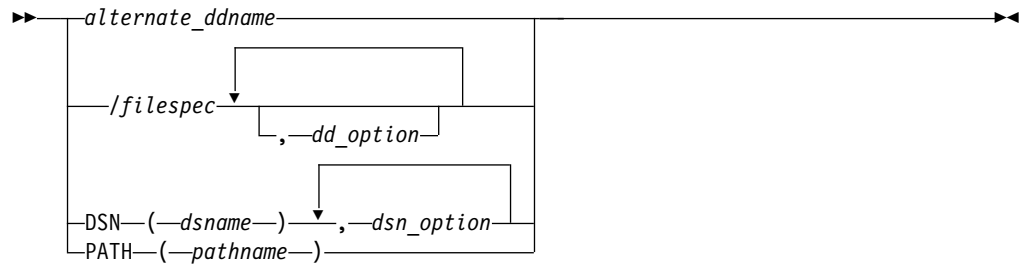 alternate_ddname
/filespec
, dd_option
DSN ( dsname ) , dsn_option
PATH ( pathname )